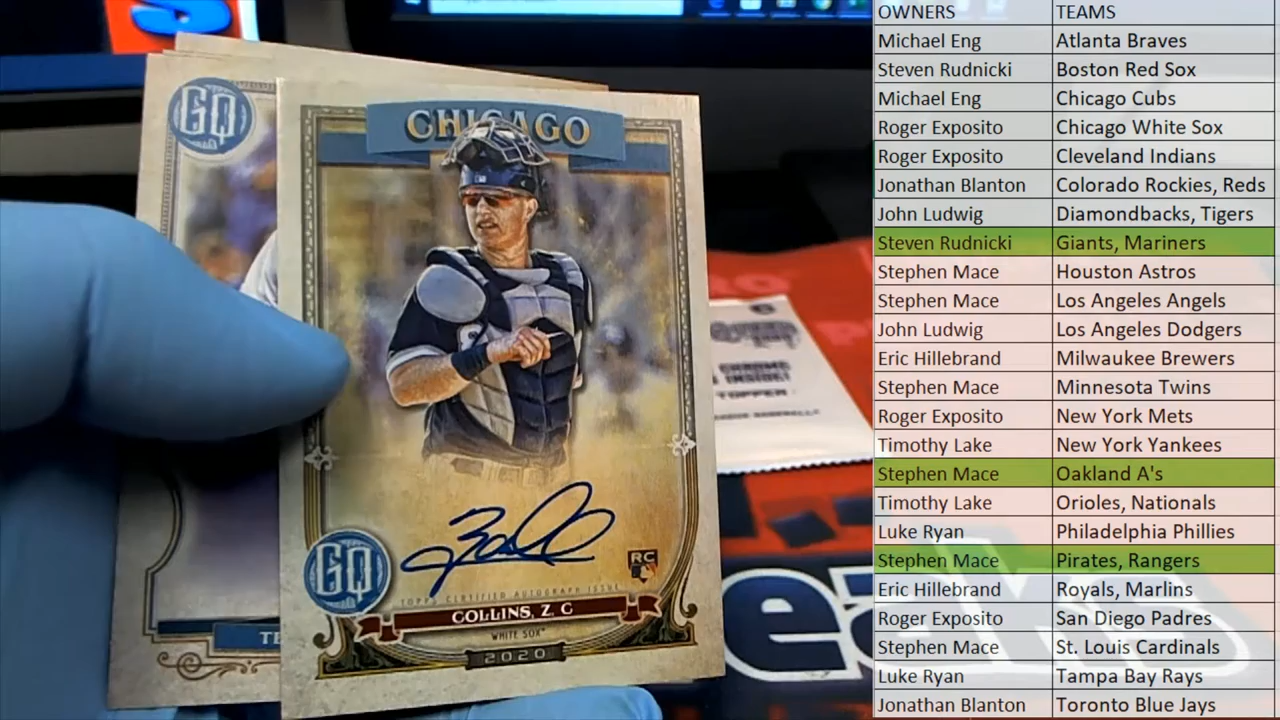 GQ
CHICAGO
GQ
RC
TOPPS CERTIFIED AUTOGRAPH ISSUE
COLLINS, Z. C
WHITE SOX
2020
TE
OWNERS TEAMS
Michael Eng Atlanta Braves
Steven Rudnicki Boston Red Sox
Michael Eng Chicago Cubs
Roger Exposito Chicago White Sox
Roger Exposito Cleveland Indians
Jonathan Blanton Colorado Rockies, Reds
John Ludwig Diamondbacks, Tigers
Steven Rudnicki Giants, Mariners
Stephen Mace Houston Astros
Stephen Mace Los Angeles Angels
John Ludwig Los Angeles Dodgers
Eric Hillebrand Milwaukee Brewers
Stephen Mace Minnesota Twins
Roger Exposito New York Mets
Timothy Lake New York Yankees
Stephen Mace Oakland A's
Timothy Lake Orioles, Nationals
Luke Ryan Philadelphia Phillies
Stephen Mace Pirates, Rangers
Eric Hillebrand Royals, Marlins
Roger Exposito San Diego Padres
Stephen Mace St. Louis Cardinals
Luke Ryan Tampa Bay Rays
Jonathan Blanton Toronto Blue Jays